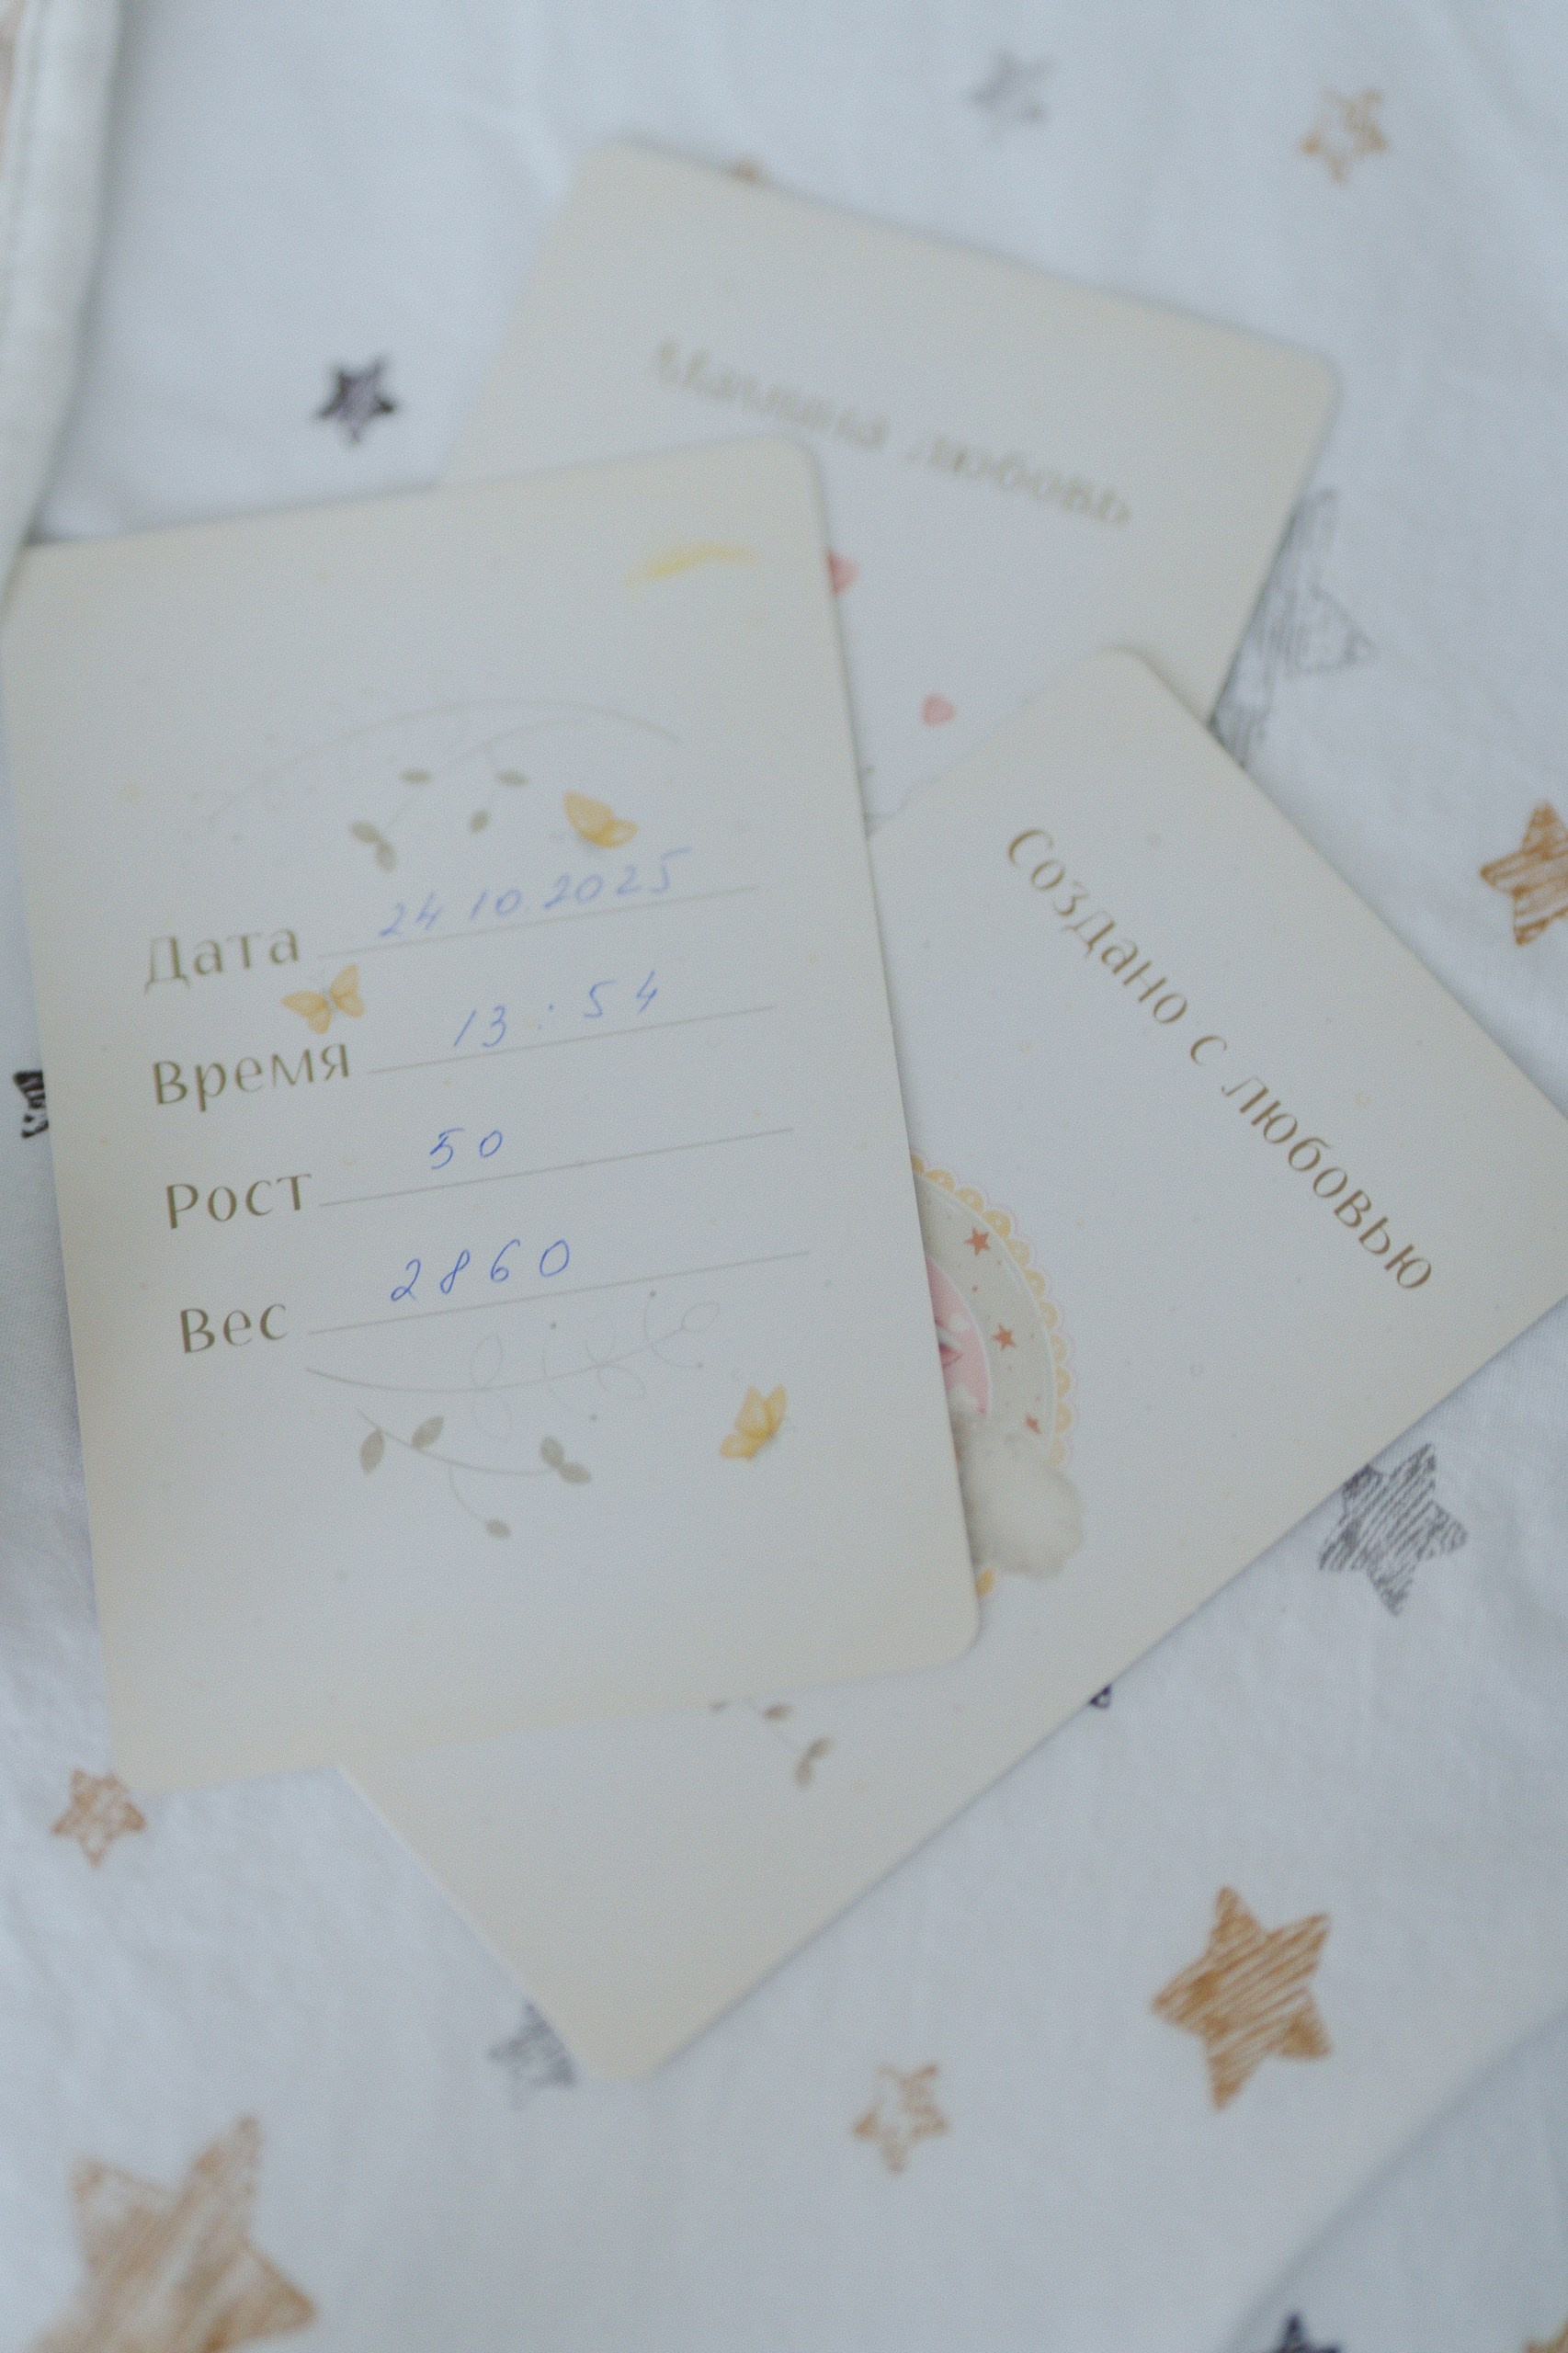 Мамина любовь
Дата 24 10.2025
Время 13:54
Рост 50
Вес 2860
Создано с любовью